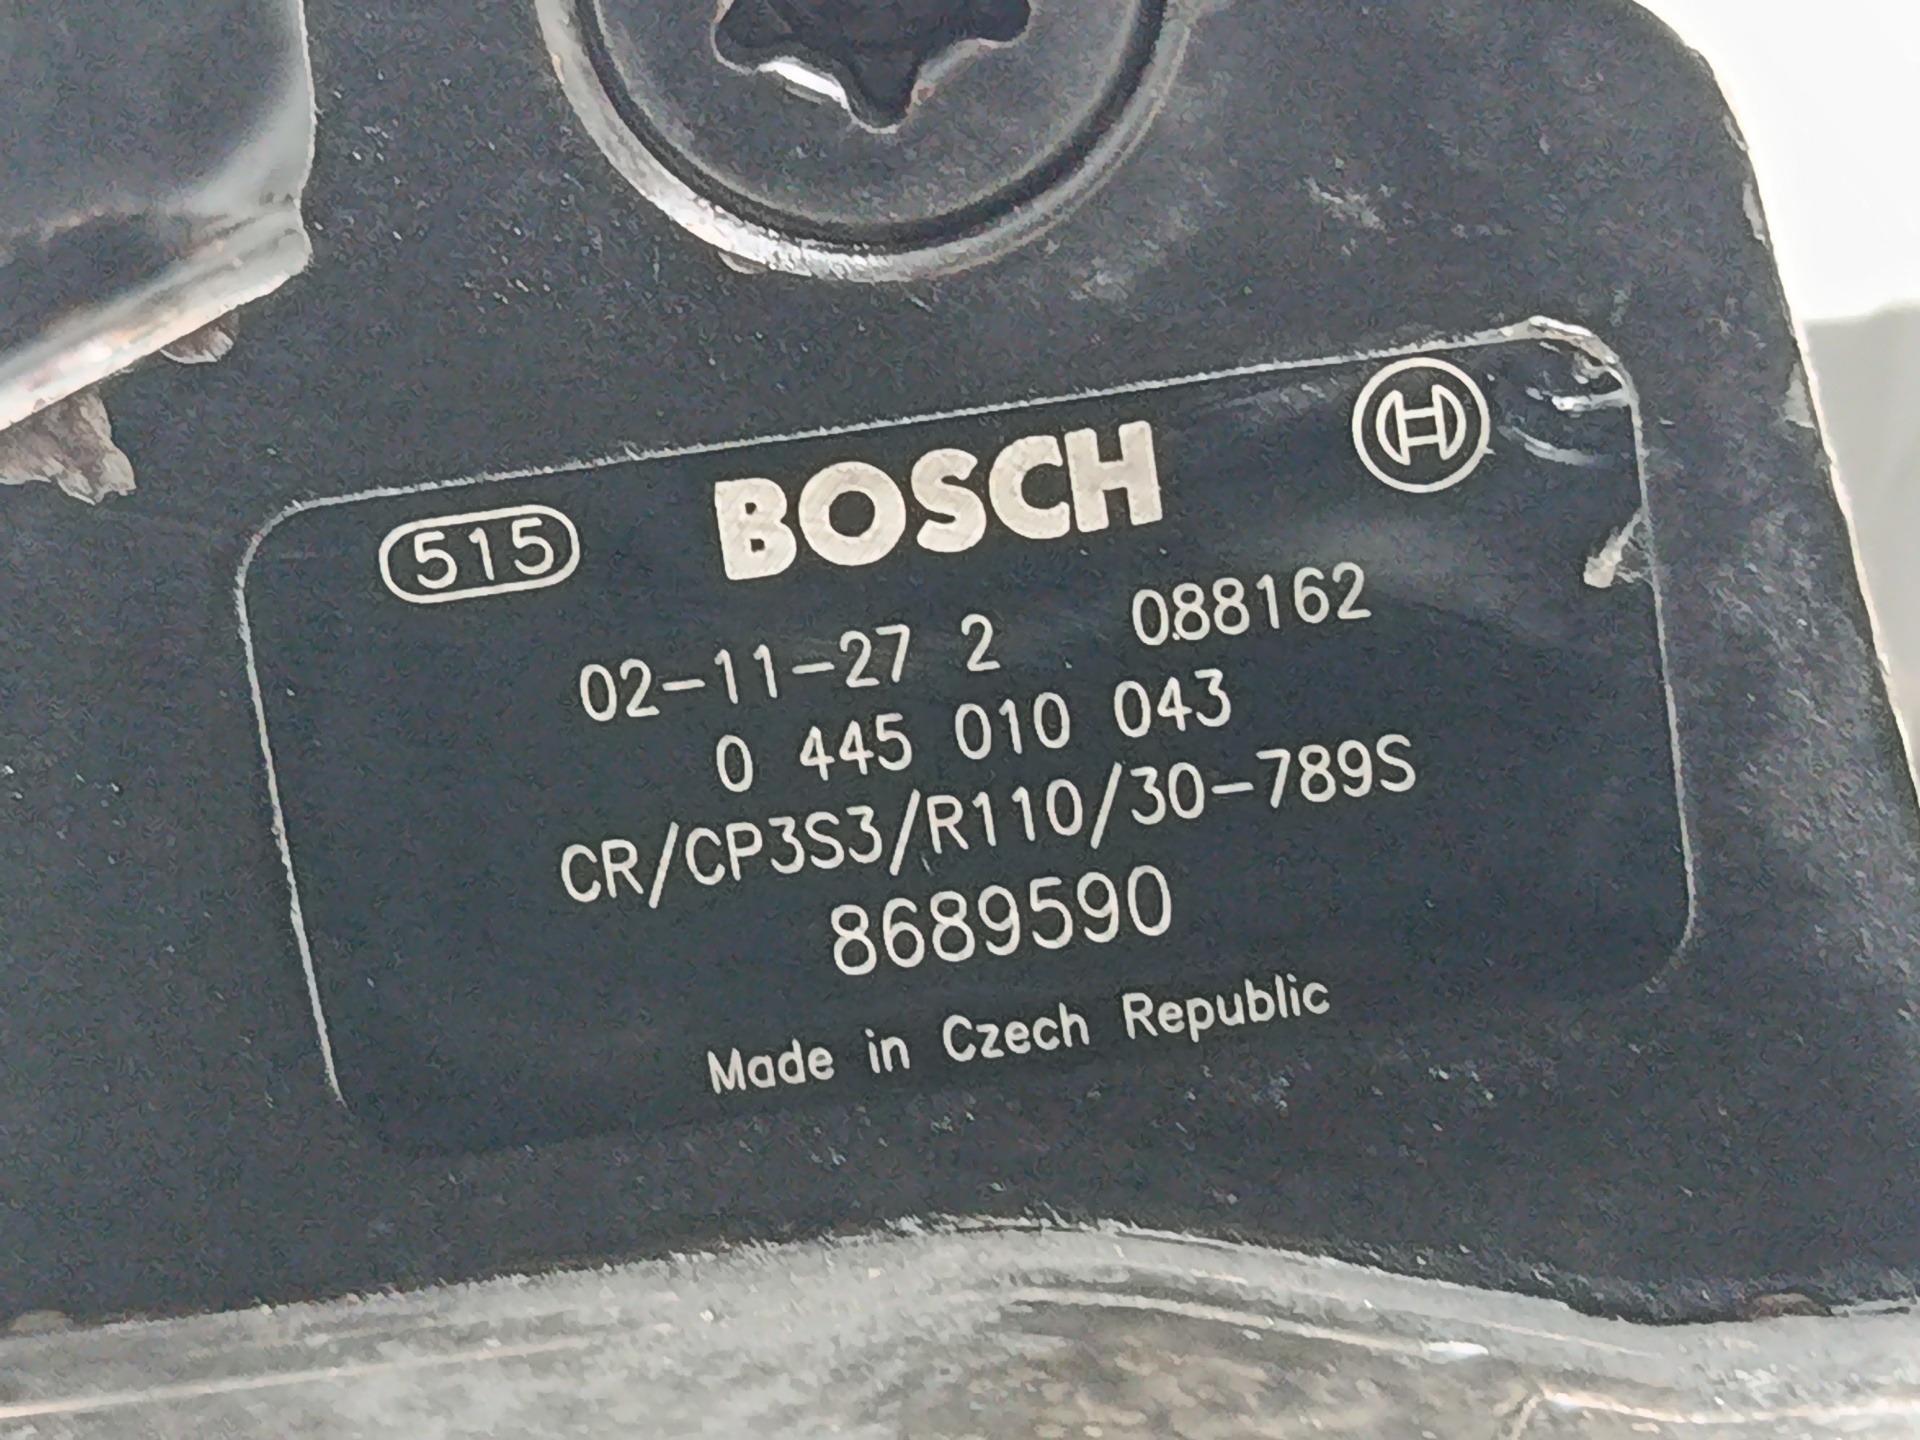 515 BOSCH
02-11-27 2 088162
0 445 010 043
CR/CP3S3/R110/30-789S
8689590
Made in Czech Republic